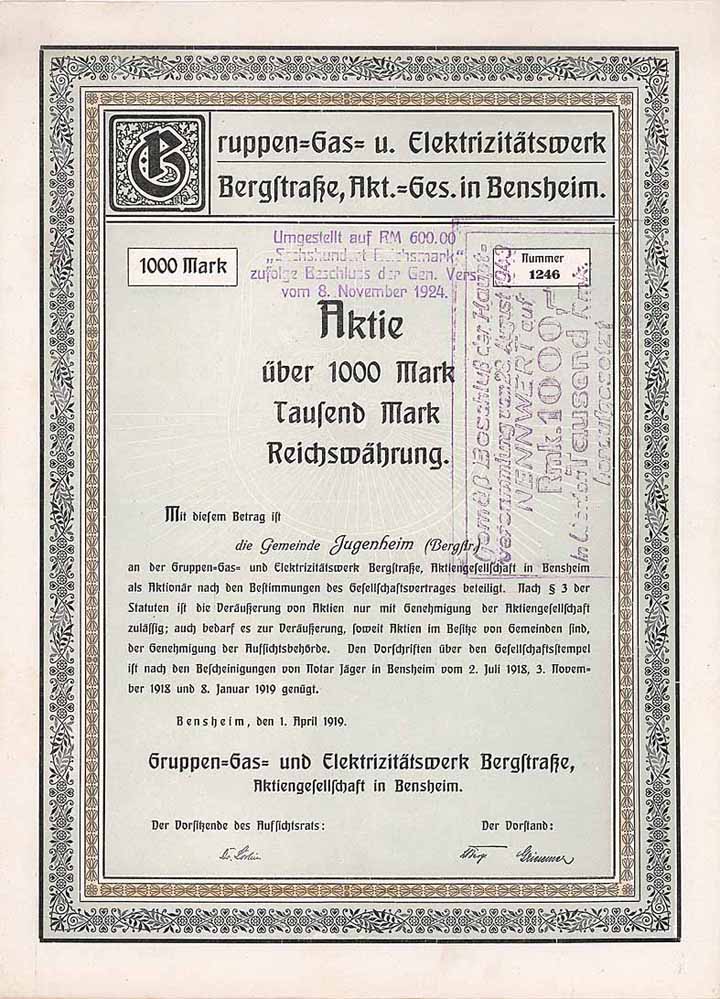 Gruppen=Gas= u. Elektrizitätswerk
Bergstraße, Akt.=Ges. in Bensheim.
1000 Mark
Umgestellt auf RM 600.00
„Sechshundert Reichsmark"
zufolge Beschluss der Gen. Vers.
vom 8. November 1924.
Nummer
1246
Gemäß Beschluß der Haupt-
versammlung vom August
NENNWERT auf
Rmk. 1000,-
in Worten Tausend Rmk.
heraufgesetzt
Aktie
über 1000 Mark
Tausend Mark
Reichswährung.
Mit diesem Betrag ist
die Gemeinde Jugenheim (Bergstr.)
an der Gruppen=Gas= und Elektrizitätswerk Bergstraße, Aktiengesellschaft in Bensheim
als Aktionär nach den Bestimmungen des Gesellschaftsvertrages beteiligt. Nach § 3 der
Statuten ist die Veräußerung von Aktien nur mit Genehmigung der Aktiengesellschaft
zulässig; auch bedarf es zur Veräußerung, soweit Aktien im Besitze von Gemeinden sind,
der Genehmigung der Aufsichtsbehörde. Den Vorschriften über den Gesellschaftsstempel
ist nach den Bescheinigungen von Notar Jäger in Bensheim vom 2. Juli 1918, 3. Novem=
ber 1918 und 8. Januar 1919 genügt.
Bensheim, den 1. April 1919.
Gruppen=Gas= und Elektrizitätswerk Bergstraße,
Aktiengesellschaft in Bensheim.
Der Vorsitzende des Aufsichtsrats:
Der Vorstand: